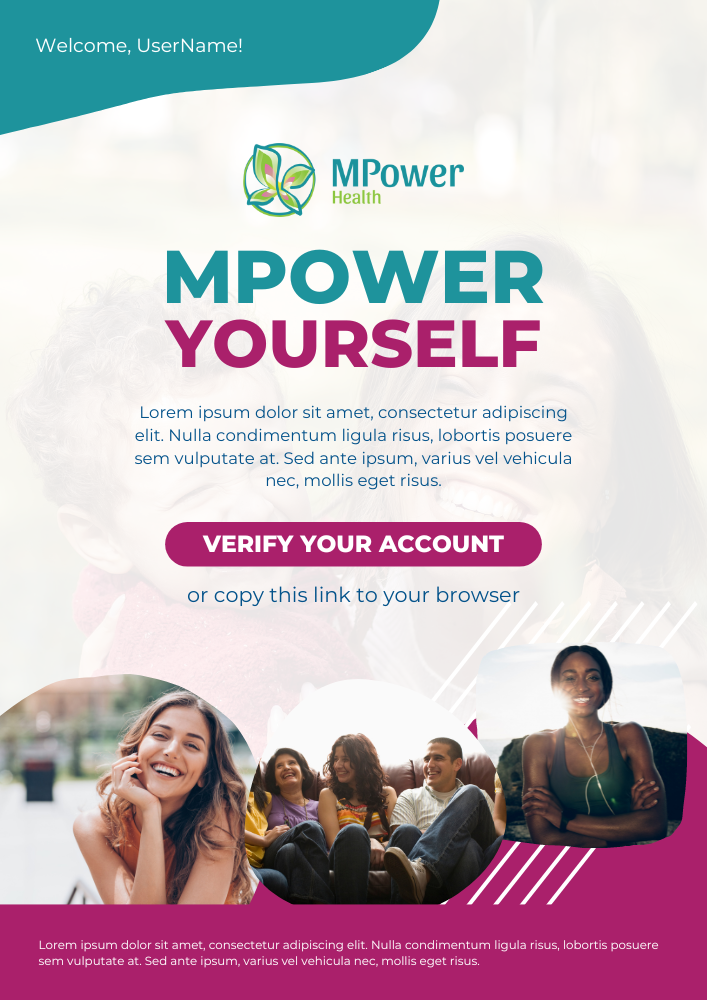 Welcome, UserName!
MPower
Health
MPOWER
YOURSELF
Lorem ipsum dolor sit amet, consectetur adipiscing
elit. Nulla condimentum ligula risus, lobortis posuere
sem vulputate at. Sed ante ipsum, varius vel vehicula
nec, mollis eget risus.
VERIFY YOUR ACCOUNT
or copy this link to your browser
Lorem ipsum dolor sit amet, consectetur adipiscing elit. Nulla condimentum ligula risus, lobortis posuere
sem vulputate at. Sed ante ipsum, varius vel vehicula nec, mollis eget risus.